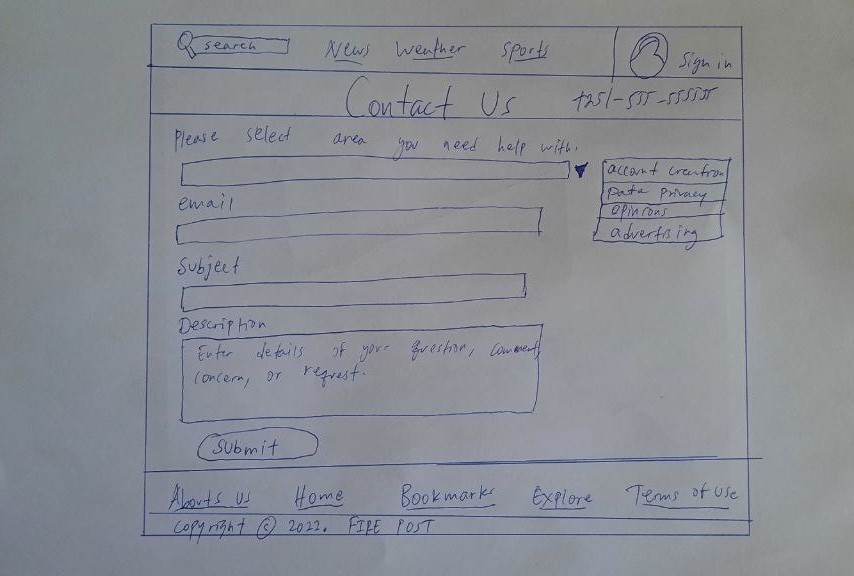 search News Weather Sports Sign in
Contact Us +251-555-555555
Please select area you need help with.
account creation
Data privacy
opinions
advertising
email
Subject
Description
Enter details of your question, comment,
concern, or request.
Submit
Abouts us Home Bookmarks Explore Terms of use
Copyright © 2022. FIRE POST